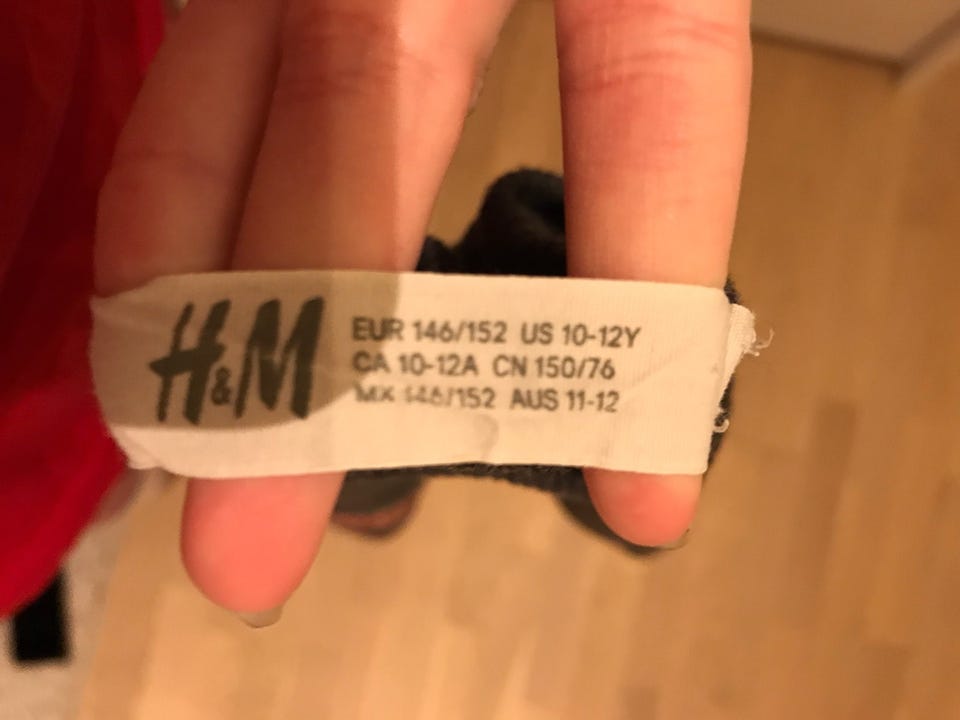 H&M
EUR 146/152 US 10-12Y
CA 10-12A CN 150/76
MX 146/152 AUS 11-12